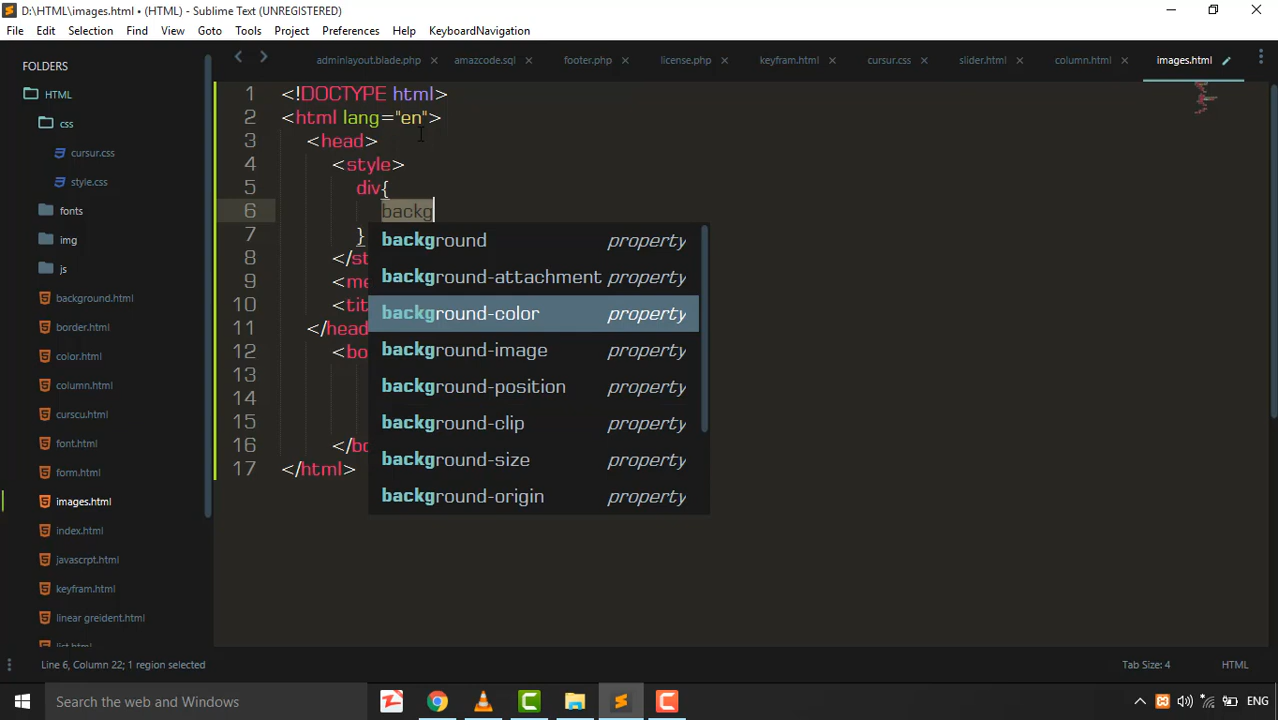 D:\HTML\images.html • (HTML) - Sublime Text (UNREGISTERED)
File Edit Selection Find View Goto Tools Project Preferences Help KeyboardNavigation
FOLDERS
HTML
css
cursur.css
style.css
fonts
img
js
background.html
border.html
color.html
column.html
curscu.html
font.html
form.html
images.html
index.html
javascrpt.html
keyfram.html
linear greident.html
list.html
adminlayout.blade.php amazcode.sql footer.php license.php keyfram.html cursur.css slider.html column.html images.html
1 <!DOCTYPE html>
2 <html lang="en">
3 <head>
4 <style>
5 div{
6 backg
7 }
8 </st
9 <me
10 <tit
11 </head
12 <bo
13
14
15
16 </bo
17 </html>
background property
background-attachment property
background-color property
background-image property
background-position property
background-clip property
background-size property
background-origin property
Line 6, Column 22; 1 region selected
Tab Size: 4 HTML
Search the web and Windows
ENG